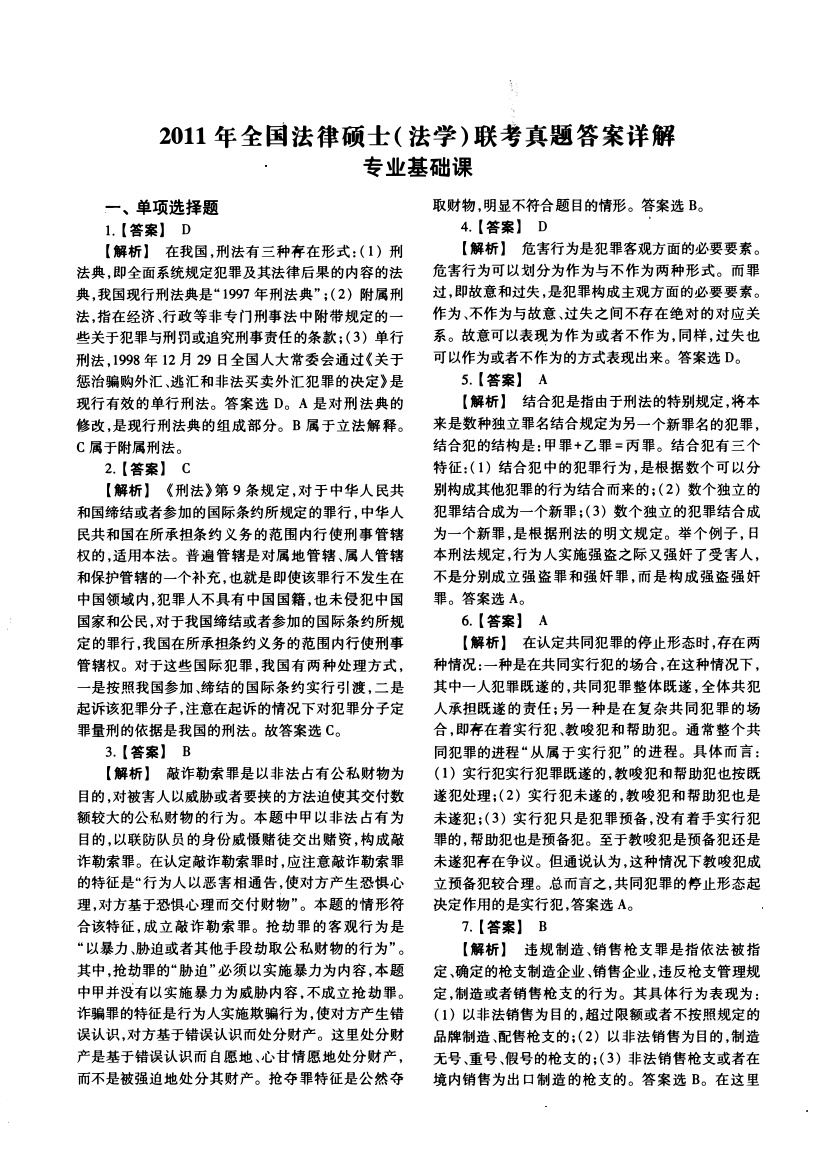 2011 年全国法律硕士(法学)联考真题答案详解
专业基础课
一、单项选择题
1.【答案】 D
【解析】 在我国,刑法有三种存在形式:(1) 刑
法典,即全面系统规定犯罪及其法律后果的内容的法
典,我国现行刑法典是“1997 年刑法典”;(2) 附属刑
法,指在经济、行政等非专门刑事法中附带规定的一
些关于犯罪与刑罚或追究刑事责任的条款;(3) 单行
刑法,1998 年 12 月 29 日全国人大常委会通过《关于
惩治骗购外汇、逃汇和非法买卖外汇犯罪的决定》是
现行有效的单行刑法。答案选 D。A 是对刑法典的
修改,是现行刑法典的组成部分。B 属于立法解释。
C 属于附属刑法。
2.【答案】 C
【解析】 《刑法》第 9 条规定,对于中华人民共
和国缔结或者参加的国际条约所规定的罪行,中华人
民共和国在所承担条约义务的范围内行使刑事管辖
权的,适用本法。普遍管辖是对属地管辖、属人管辖
和保护管辖的一个补充,也就是即使该罪行不发生在
中国领域内,犯罪人不具有中国国籍,也未侵犯中国
国家和公民,对于我国缔结或者参加的国际条约所规
定的罪行,我国在所承担条约义务的范围内行使刑事
管辖权。对于这些国际犯罪,我国有两种处理方式,
一是按照我国参加、缔结的国际条约实行引渡,二是
起诉该犯罪分子,注意在起诉的情况下对犯罪分子定
罪量刑的依据是我国的刑法。故答案选 C。
3.【答案】 B
【解析】 敲诈勒索罪是以非法占有公私财物为
目的,对被害人以威胁或者要挟的方法迫使其交付数
额较大的公私财物的行为。本题中甲以非法占有为
目的,以联防队员的身份威慑赌徒交出赌资,构成敲
诈勒索罪。在认定敲诈勒索罪时,应注意敲诈勒索罪
的特征是“行为人以恶害相通告,使对方产生恐惧心
理,对方基于恐惧心理而交付财物”。本题的情形符
合该特征,成立敲诈勒索罪。抢劫罪的客观行为是
“以暴力、胁迫或者其他手段劫取公私财物的行为”。
其中,抢劫罪的“胁迫”必须以实施暴力为内容,本题
中甲并没有以实施暴力为威胁内容,不成立抢劫罪。
诈骗罪的特征是行为人实施欺骗行为,使对方产生错
误认识,对方基于错误认识而处分财产。这里处分财
产是基于错误认识而自愿地、心甘情愿地处分财产,
而不是被强迫地处分其财产。抢夺罪特征是公然夺
取财物,明显不符合题目的情形。答案选 B。
4.【答案】 D
【解析】 危害行为是犯罪客观方面的必要要素。
危害行为可以划分为作为与不作为两种形式。而罪
过,即故意和过失,是犯罪构成主观方面的必要要素。
作为、不作为与故意、过失之间不存在绝对的对应关
系。故意可以表现为作为或者不作为,同样,过失也
可以作为或者不作为的方式表现出来。答案选 D。
5.【答案】 A
【解析】 结合犯是指由于刑法的特别规定,将本
来是数种独立罪名结合规定为另一个新罪名的犯罪,
结合犯的结构是:甲罪+乙罪=丙罪。结合犯有三个
特征:(1) 结合犯中的犯罪行为,是根据数个可以分
别构成其他犯罪的行为结合而来的;(2) 数个独立的
犯罪结合成为一个新罪;(3) 数个独立的犯罪结合成
为一个新罪,是根据刑法的明文规定。举个例子,日
本刑法规定,行为人实施强盗之际又强奸了受害人,
不是分别成立强盗罪和强奸罪,而是构成强盗强奸
罪。答案选 A。
6.【答案】 A
【解析】 在认定共同犯罪的停止形态时,存在两
种情况:一种是在共同实行犯的场合,在这种情况下,
其中一人犯罪既遂的,共同犯罪整体既遂,全体共犯
人承担既遂的责任;另一种是在复杂共同犯罪的场
合,即存在着实行犯、教唆犯和帮助犯。通常整个共
同犯罪的进程“从属于实行犯”的进程。具体而言:
(1) 实行犯实行犯罪既遂的,教唆犯和帮助犯也按既
遂犯处理;(2) 实行犯未遂的,教唆犯和帮助犯也是
未遂犯;(3) 实行犯只是犯罪预备,没有着手实行犯
罪的,帮助犯也是预备犯。至于教唆犯是预备犯还是
未遂犯存在争议。但通说认为,这种情况下教唆犯成
立预备犯较合理。总而言之,共同犯罪的停止形态起
决定作用的是实行犯,答案选 A。
7.【答案】 B
【解析】 违规制造、销售枪支罪是指依法被指
定、确定的枪支制造企业、销售企业,违反枪支管理规
定,制造或者销售枪支的行为。其具体行为表现为:
(1) 以非法销售为目的,超过限额或者不按照规定的
品牌制造、配售枪支的;(2) 以非法销售为目的,制造
无号、重号、假号的枪支的;(3) 非法销售枪支或者在
境内销售为出口制造的枪支的。答案选 B。在这里